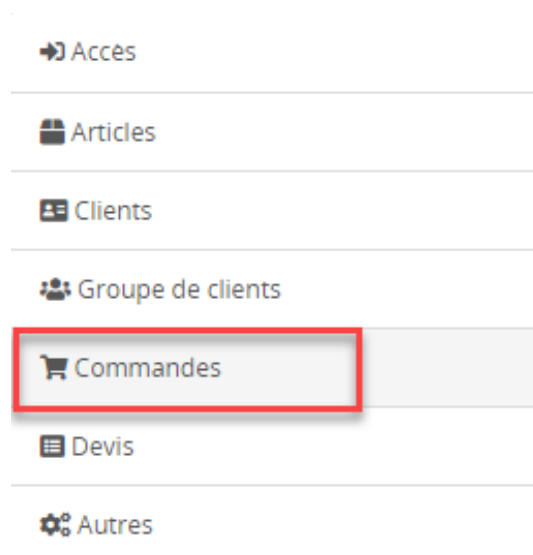 Accès
Articles
Clients
Groupe de clients
Commandes
Devis
Autres